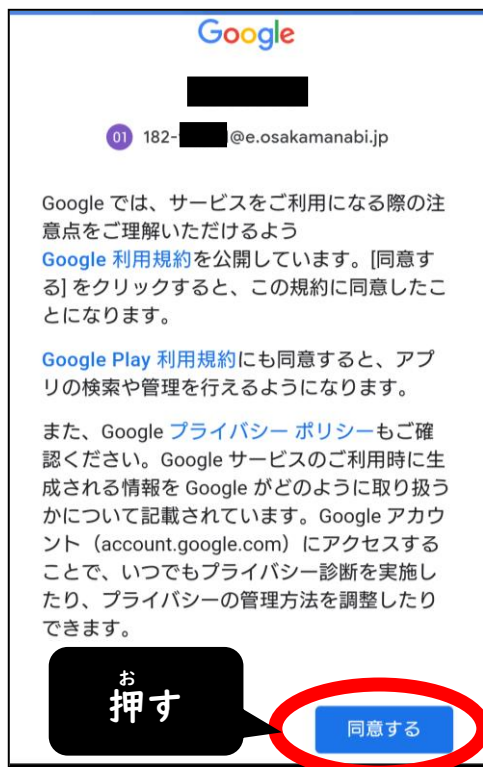 Google
01 182- @e.osakamanabi.jp
Google では、サービスをご利用になる際の注
意点をご理解いただけるよう
Google 利用規約を公開しています。[同意す
る] をクリックすると、この規約に同意したこ
とになります。
Google Play 利用規約にも同意すると、アプ
リの検索や管理を行えるようになります。
また、Google プライバシー ポリシーもご確
認ください。Google サービスのご利用時に生
成される情報を Google がどのように取り扱う
かについて記載されています。Google アカウ
ント（account.google.com）にアクセスする
ことで、いつでもプライバシー診断を実施し
たり、プライバシーの管理方法を調整したり
できます。
お
押す
同意する